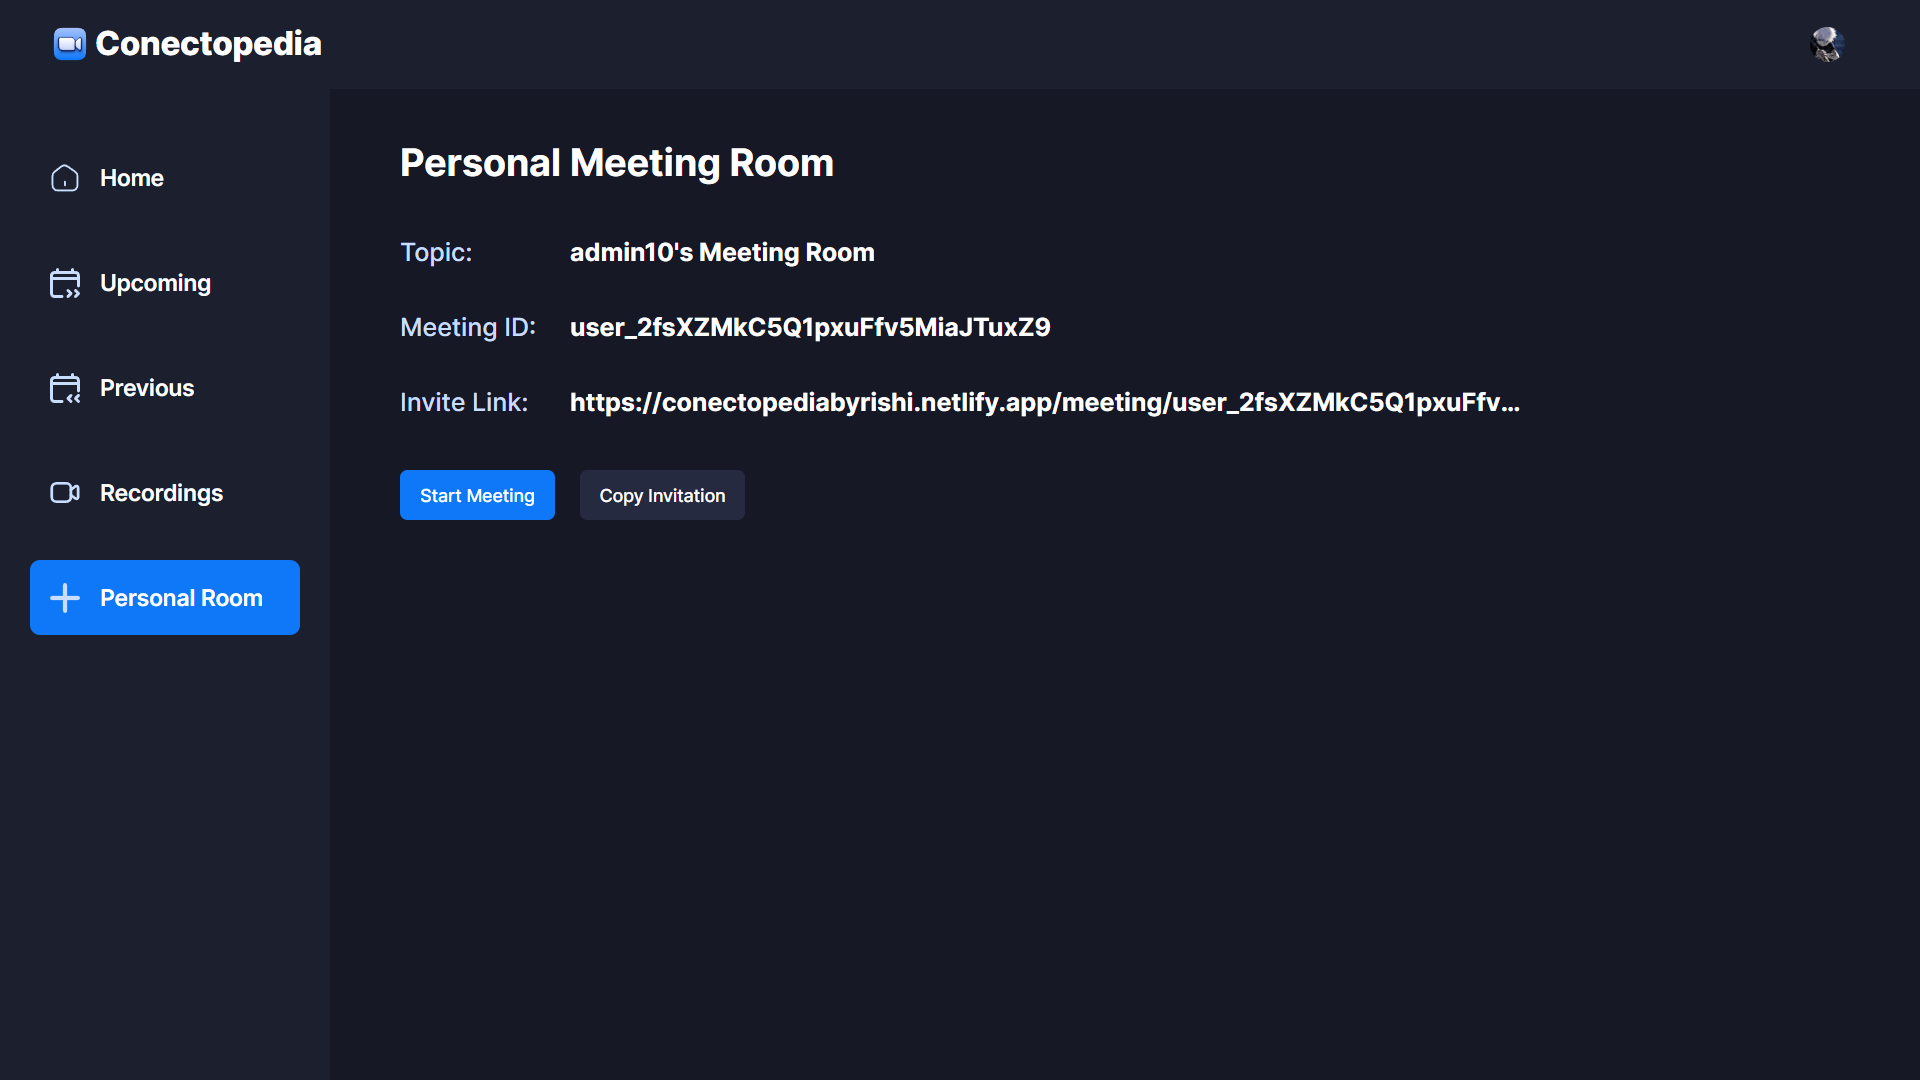 Conectopedia
Home
Upcoming
Previous
Recordings
Personal Room
Personal Meeting Room
Topic: admin10's Meeting Room
Meeting ID: user_2fsXZMkC5Q1pxuFfv5MiaJTuxZ9
Invite Link: https://conectopediabyrishi.netlify.app/meeting/user_2fsXZMkC5Q1pxuFfv...
Start Meeting Copy Invitation